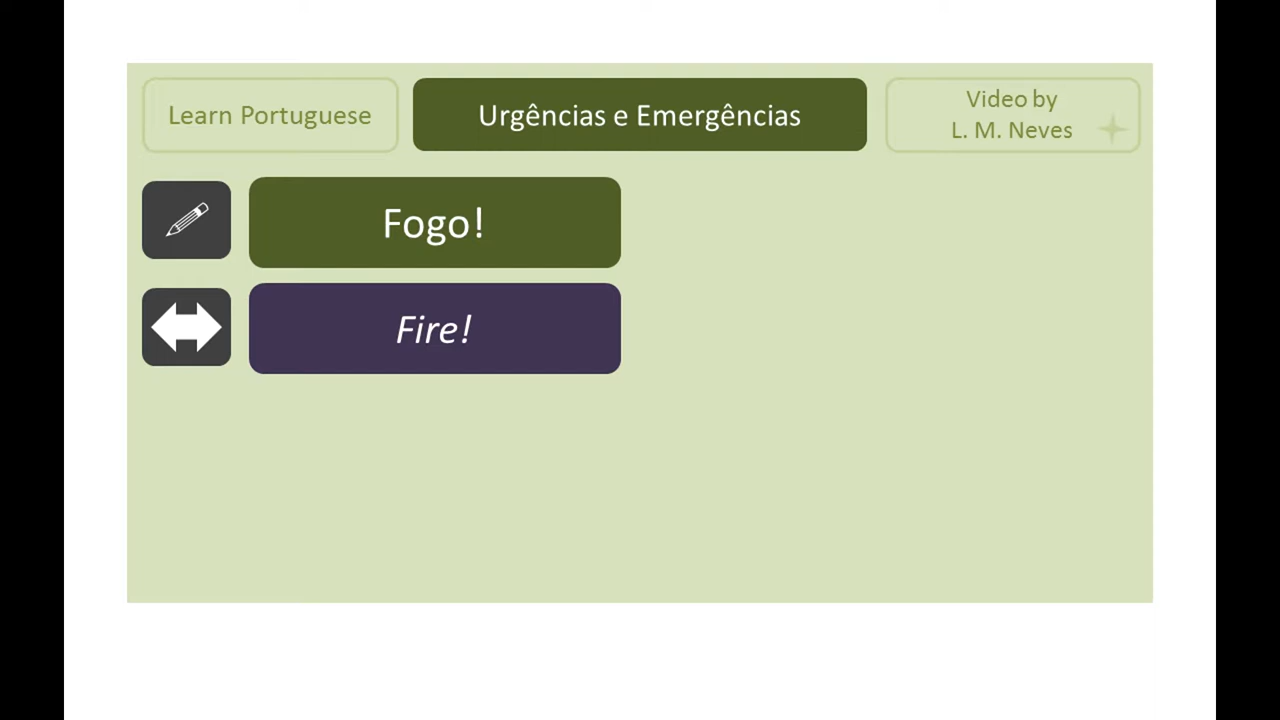 Learn Portuguese
Urgências e Emergências
Video by
L. M. Neves
Fogo!
Fire!